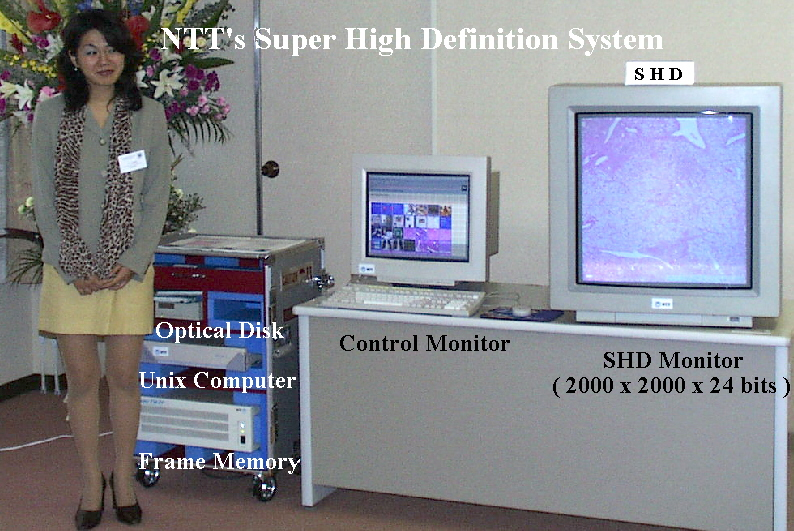 NTT's Super High Definition System
S H D
Optical Disk
Control Monitor
SHD Monitor
( 2000 x 2000 x 24 bits )
Unix Computer
Frame Memory